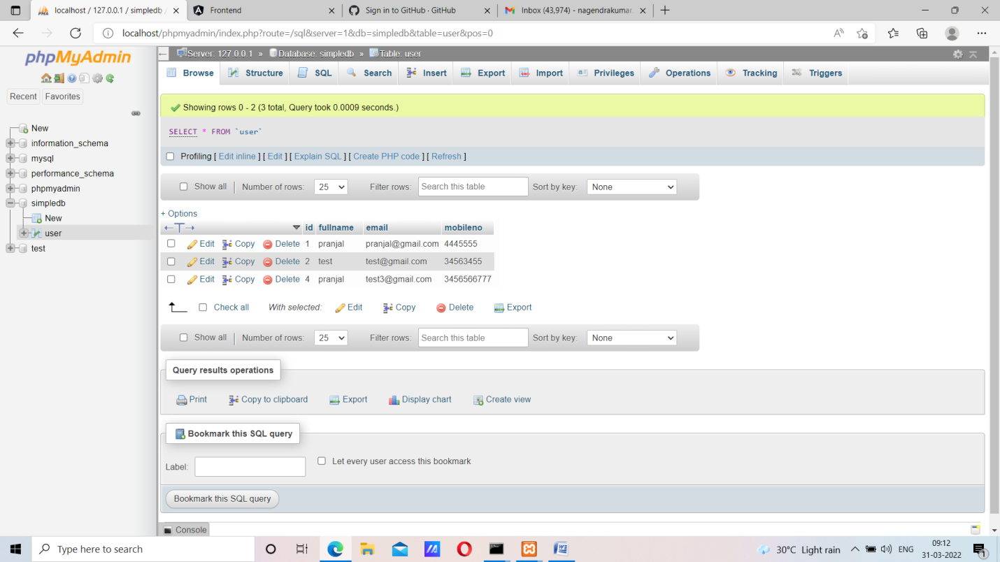 localhost / 127.0.0.1 / simpledb /
Frontend
Sign in to GitHub · GitHub
Inbox (43,974) - nagendrakumar
localhost/phpmyadmin/index.php?route=/sql&server=1&db=simpledb&table=user&pos=0
phpMyAdmin
Recent Favorites
New
information_schema
mysql
performance_schema
phpmyadmin
simpledb
New
user
test
Server: 127.0.0.1 » Database: simpledb » Table: user
Browse Structure SQL Search Insert Export Import Privileges Operations Tracking Triggers
Showing rows 0 - 2 (3 total, Query took 0.0009 seconds.)
SELECT * FROM `user`
Profiling [ Edit inline ] [ Edit ] [ Explain SQL ] [ Create PHP code ] [ Refresh ]
Show all | Number of rows: 25 Filter rows: Search this table Sort by key: None
+ Options
←T→ id fullname email mobileno
Edit Copy Delete 1 pranjal pranjal@gmail.com 4445555
Edit Copy Delete 2 test test@gmail.com 34563455
Edit Copy Delete 4 pranjal test3@gmail.com 3456566777
Check all With selected: Edit Copy Delete Export
Show all | Number of rows: 25 Filter rows: Search this table Sort by key: None
Query results operations
Print Copy to clipboard Export Display chart Create view
Bookmark this SQL query
Label: Let every user access this bookmark
Bookmark this SQL query
Console
Type here to search
30°C Light rain ENG
09:12
31-03-2022
1